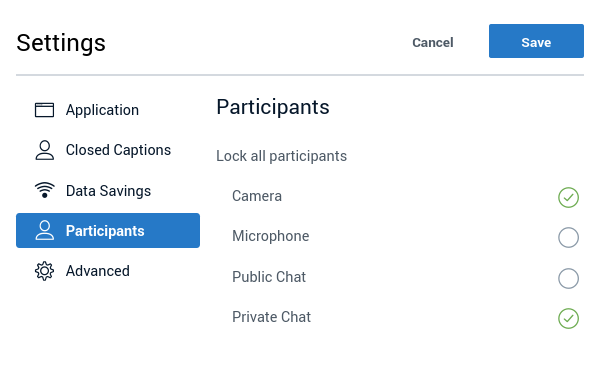 Settings
Cancel
Save
Application
Closed Captions
Data Savings
Participants
Advanced
Participants
Lock all participants
Camera
Microphone
Public Chat
Private Chat